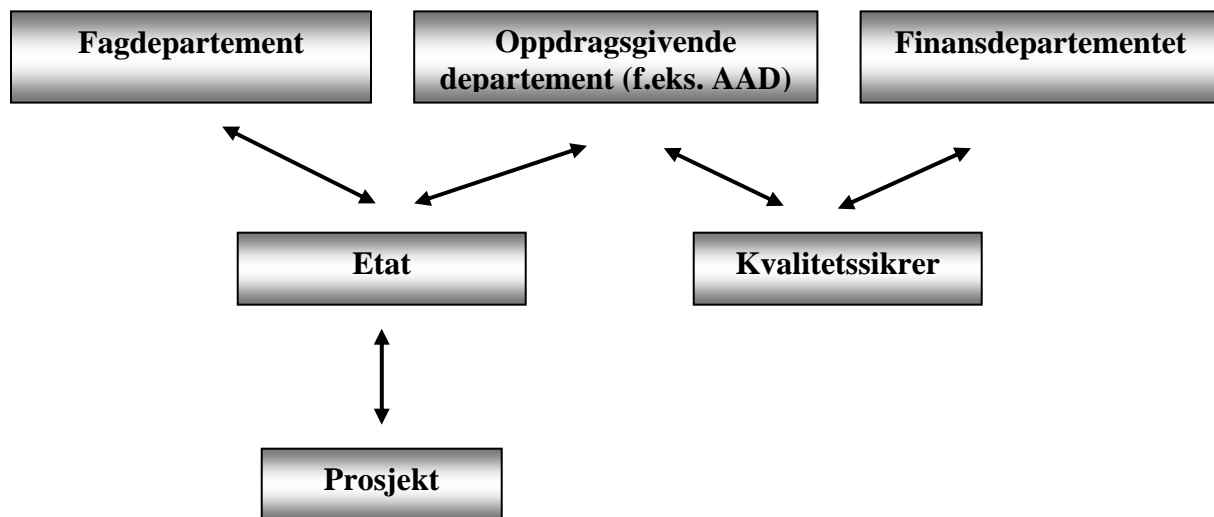 Fagdepartement
Oppdragsgivende
departement (f.eks. AAD)
Finansdepartementet
Etat
Kvalitetssikrer
Prosjekt